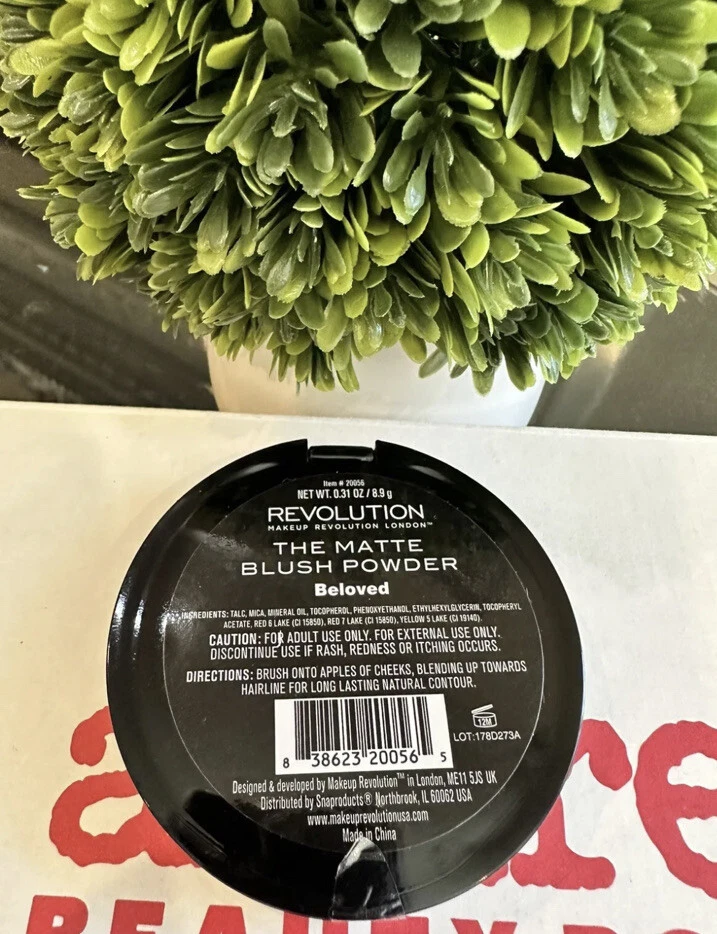 Item # 20056
NET WT. 0.31 OZ / 8.9 g
REVOLUTION
MAKEUP REVOLUTION LONDON™
THE MATTE
BLUSH POWDER
Beloved
INGREDIENTS: TALC, MICA, MINERAL OIL, TOCOPHEROL, PHENOXYETHANOL, ETHYLHEXYLGLYCERIN, TOCOPHERYL
ACETATE, RED 6 LAKE (CI 15850), RED 7 LAKE (CI 15850), YELLOW 5 LAKE (CI 19140).
CAUTION: FOR ADULT USE ONLY. FOR EXTERNAL USE ONLY.
DISCONTINUE USE IF RASH, REDNESS OR ITCHING OCCURS.
DIRECTIONS: BRUSH ONTO APPLES OF CHEEKS, BLENDING UP TOWARDS
HAIRLINE FOR LONG LASTING NATURAL CONTOUR.
12M
LOT:178D273A
8 38623 20056 5
Designed & developed by Makeup Revolution™ in London, ME11 5JS UK
Distributed by Snaproducts® Northbrook, IL 60062 USA
www.makeuprevolutionusa.com
Made in China